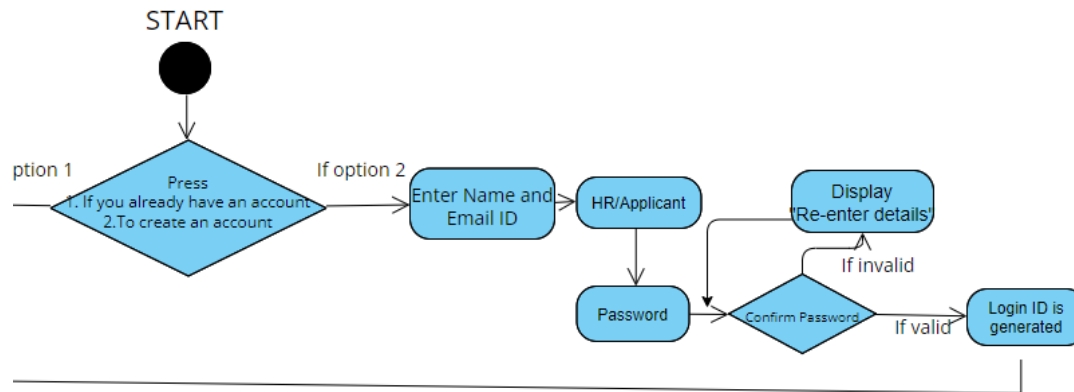 START
ption 1
Press
1. If you already have an account
2.To create an account
If option 2
Enter Name and
Email ID
HR/Applicant
Password
Display
"Re-enter details"
If invalid
Confirm Password
If valid
Login ID is
generated